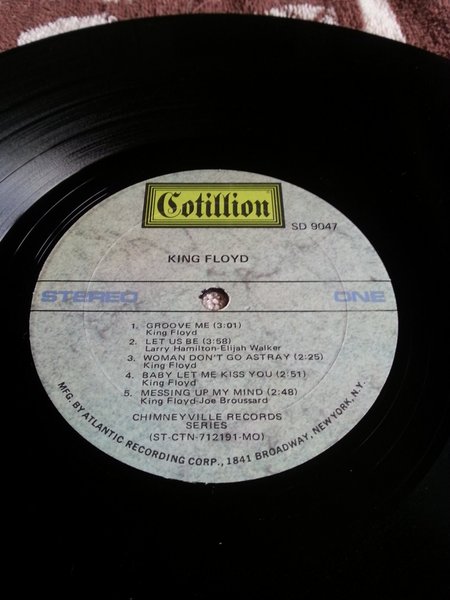 Cotillion
SD 9047
KING FLOYD
STEREO ONE
1. GROOVE ME (3:01)
King Floyd
2. LET US BE (3:58)
Larry Hamilton-Elijah Walker
3. WOMAN DON'T GO ASTRAY (2:25)
King Floyd
4. BABY LET ME KISS YOU (2:51)
King Floyd
5. MESSING UP MY MIND (2:48)
King Floyd-Joe Broussard
CHIMNEYVILLE RECORDS
SERIES
(ST-CTN-712191-MO)
MFG. BY ATLANTIC RECORDING CORP., 1841 BROADWAY, NEW YORK, N.Y.